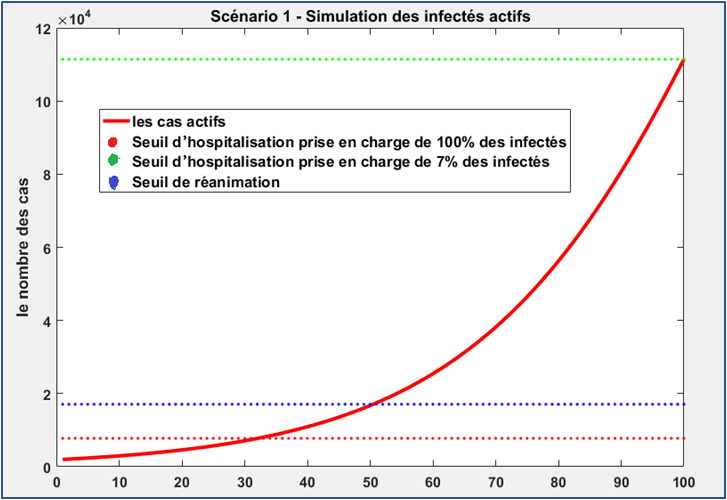 Scénario 1 - Simulation des infectés actifs
×10⁴
12
10
8
6
4
2
0
le nombre des cas
les cas actifs
Seuil d'hospitalisation prise en charge de 100% des infectés
Seuil d'hospitalisation prise en charge de 7% des infectés
Seuil de réanimation
0 10 20 30 40 50 60 70 80 90 100